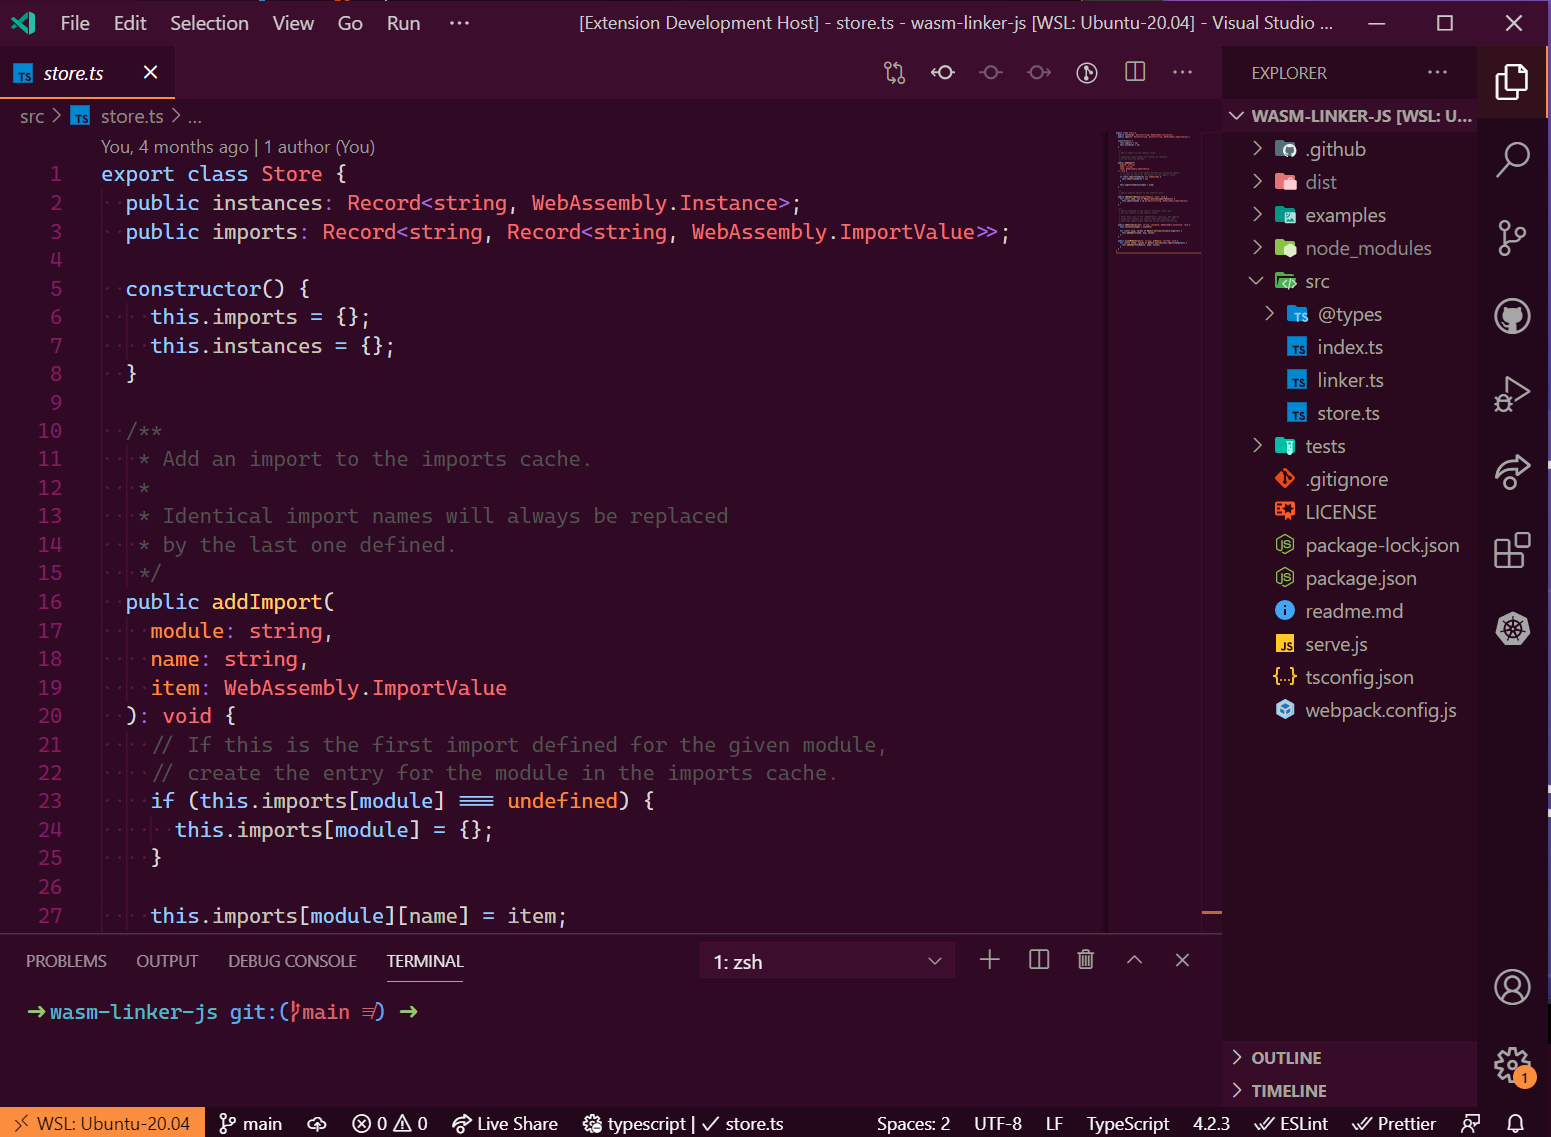 File Edit Selection View Go Run ··· [Extension Development Host] - store.ts - wasm-linker-js [WSL: Ubuntu-20.04] - Visual Studio ...
TS store.ts
src > TS store.ts > ...
You, 4 months ago | 1 author (You)
1 export class Store {
2 ··public instances: Record<string, WebAssembly.Instance>;
3 ··public imports: Record<string, Record<string, WebAssembly.ImportValue>>;
4
5 ··constructor() {
6 ····this.imports = {};
7 ····this.instances = {};
8 ··}
9
10 ··/**
11 ···* Add an import to the imports cache.
12 ···*
13 ···* Identical import names will always be replaced
14 ···* by the last one defined.
15 ···*/
16 ··public addImport(
17 ····module: string,
18 ····name: string,
19 ····item: WebAssembly.ImportValue
20 ··): void {
21 ····// If this is the first import defined for the given module,
22 ····// create the entry for the module in the imports cache.
23 ····if (this.imports[module] === undefined) {
24 ······this.imports[module] = {};
25 ····}
26
27 ····this.imports[module][name] = item;
PROBLEMS OUTPUT DEBUG CONSOLE TERMINAL 1: zsh
➜ wasm-linker-js git:(main ≢) ➜
EXPLORER ···
WASM-LINKER-JS [WSL: U...
.github
dist
examples
node_modules
src
@types
TS index.ts
TS linker.ts
TS store.ts
tests
.gitignore
LICENSE
package-lock.json
package.json
readme.md
JS serve.js
{..} tsconfig.json
webpack.config.js
OUTLINE
TIMELINE
1
WSL: Ubuntu-20.04 main 0 0 Live Share typescript | ✓ store.ts Spaces: 2 UTF-8 LF TypeScript 4.2.3 ESLint Prettier